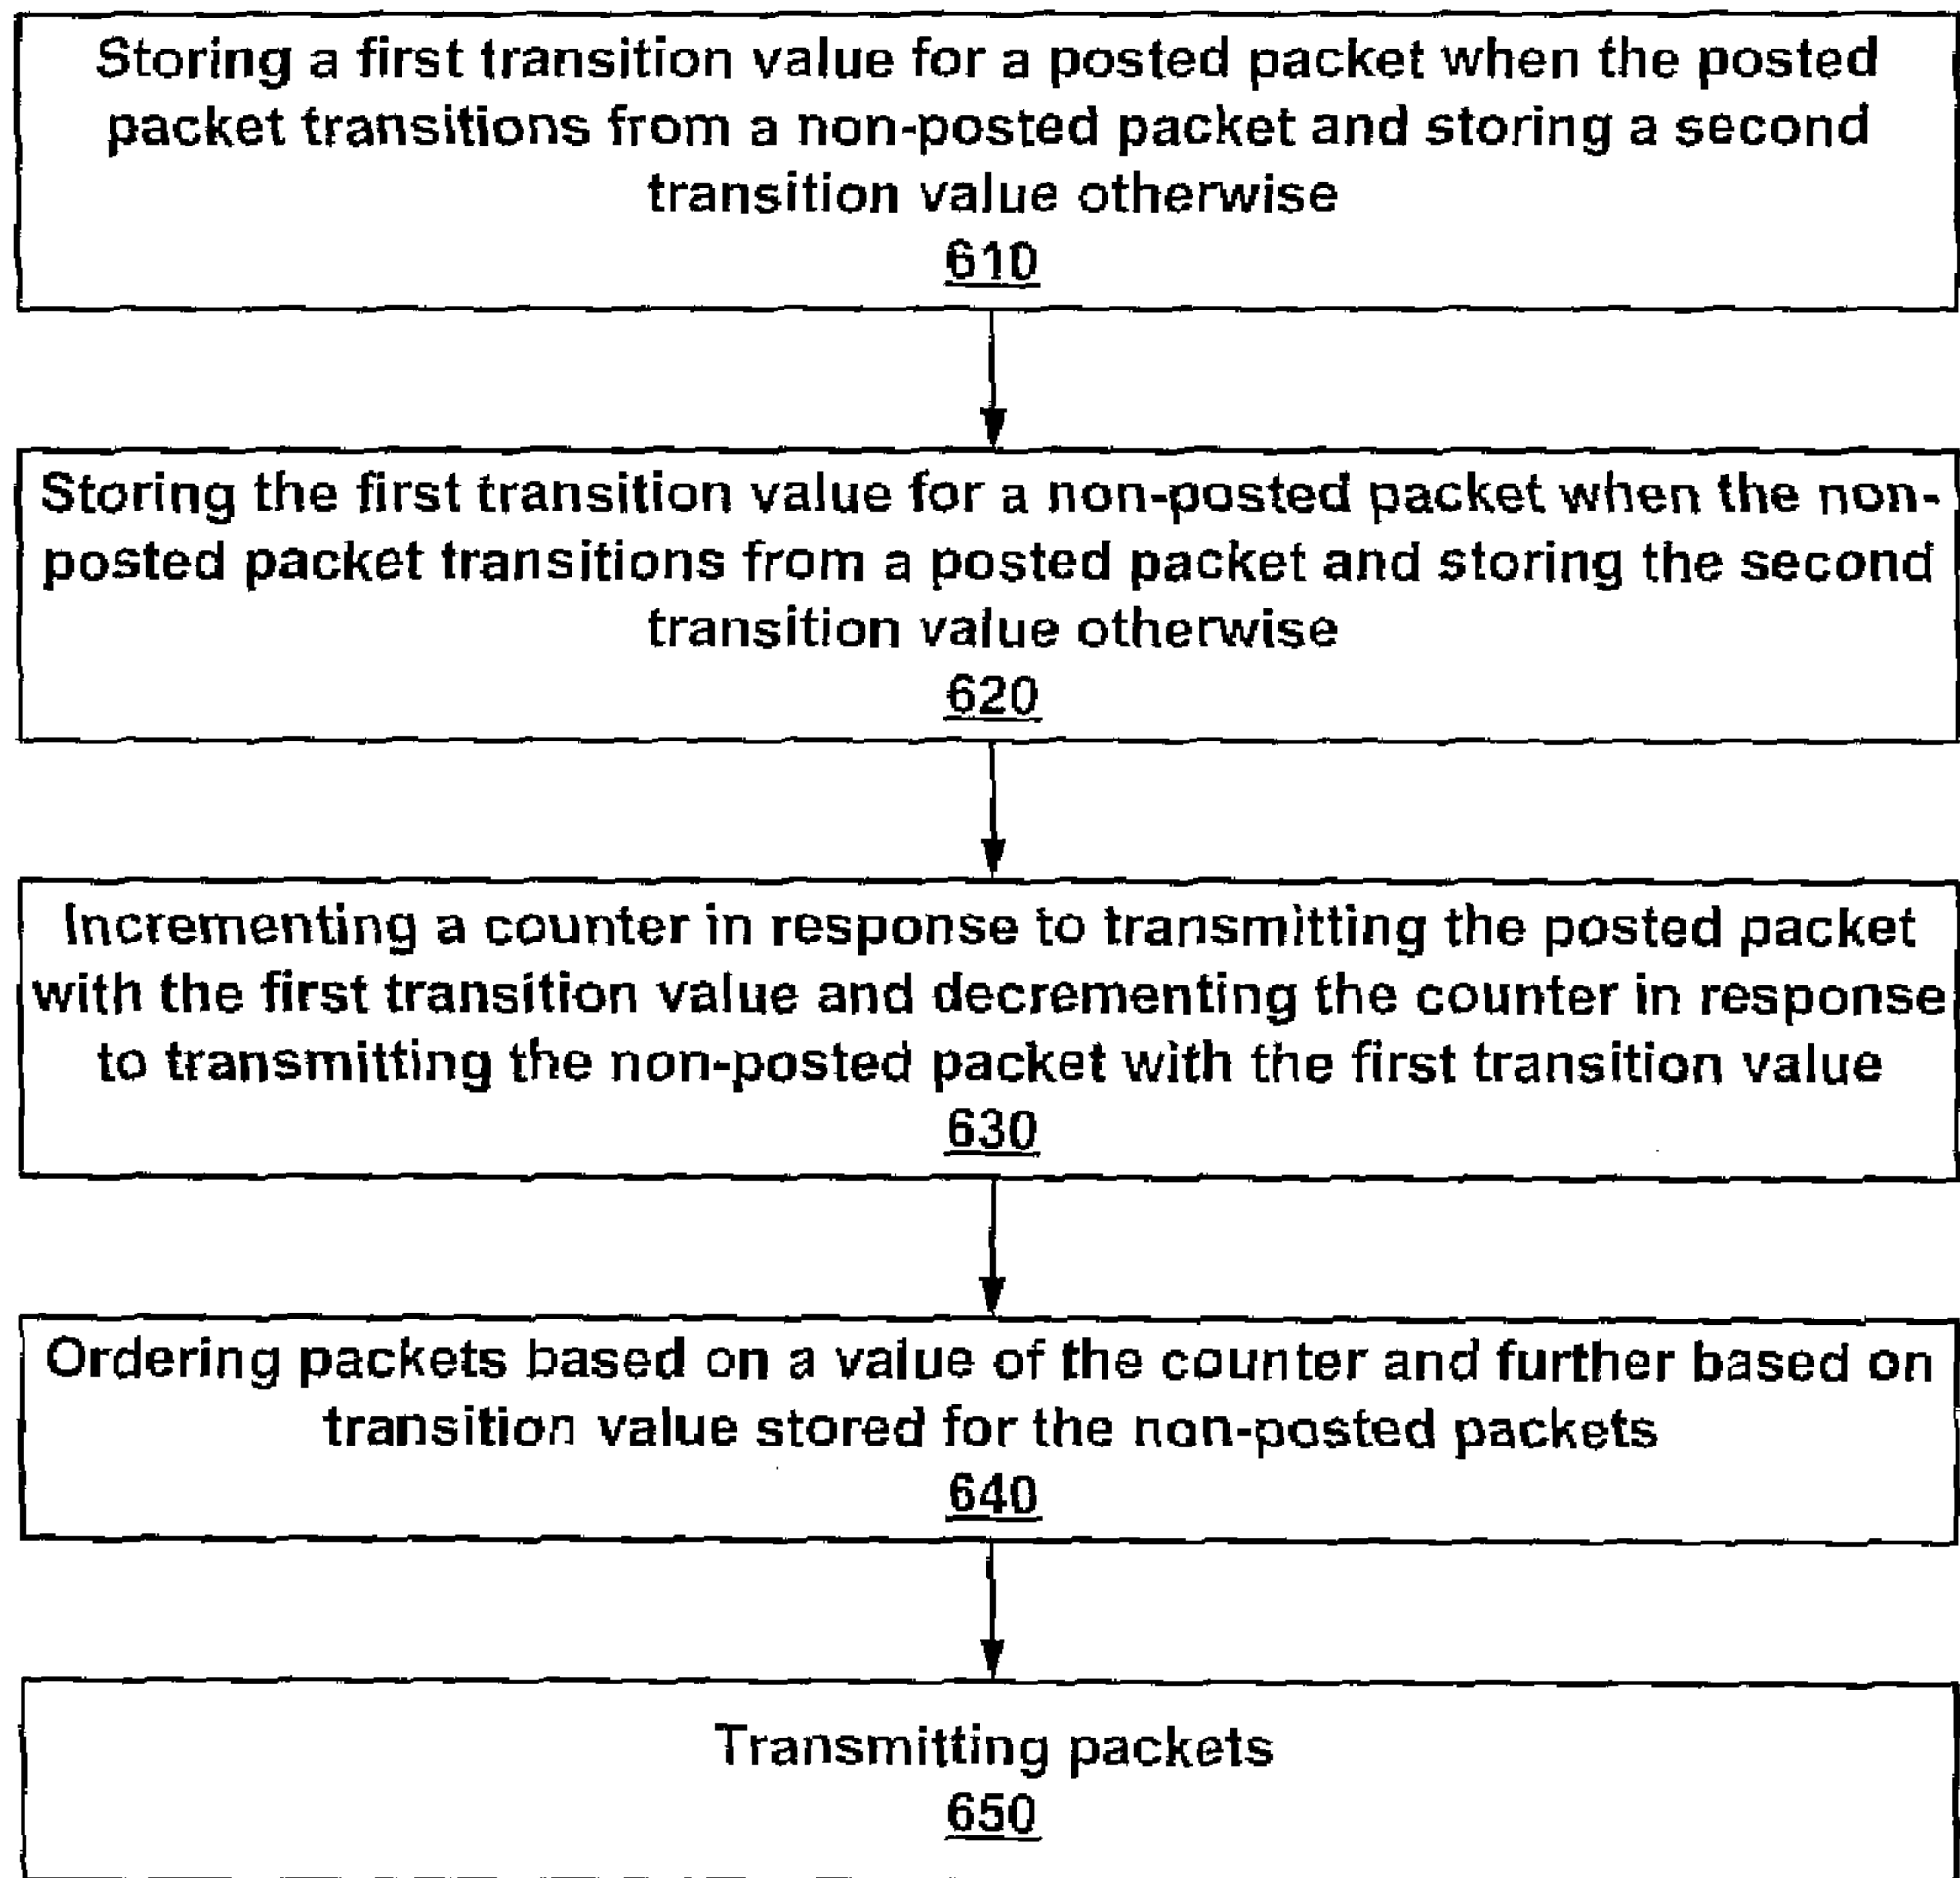 Storing a first transition value for a posted packet when the posted
packet transitions from a non-posted packet and storing a second
transition value otherwise
610
Storing the first transition value for a non-posted packet when the non-
posted packet transitions from a posted packet and storing the second
transition value otherwise
620
Incrementing a counter in response to transmitting the posted packet
with the first transition value and decrementing the counter in response
to transmitting the non-posted packet with the first transition value
630
Ordering packets based on a value of the counter and further based on
transition value stored for the non-posted packets
640
Transmitting packets
650